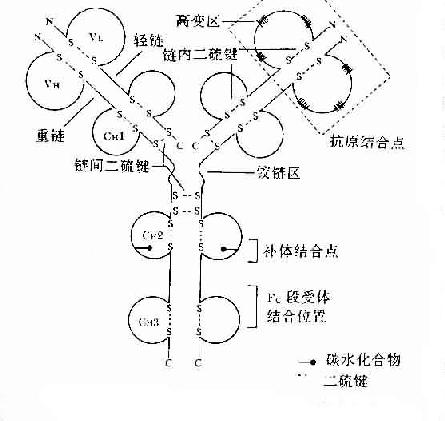 高变区
N
N
N
N
VL
S
S
轻链
链内二硫键
VH
S
S
重链
CH1
抗原结合点
C
C
链间二硫键
铰链区
S--S
S--S
CH2
补体结合点
Fc 段受体
结合位置
CH3
C
C
碳水化合物
二硫键